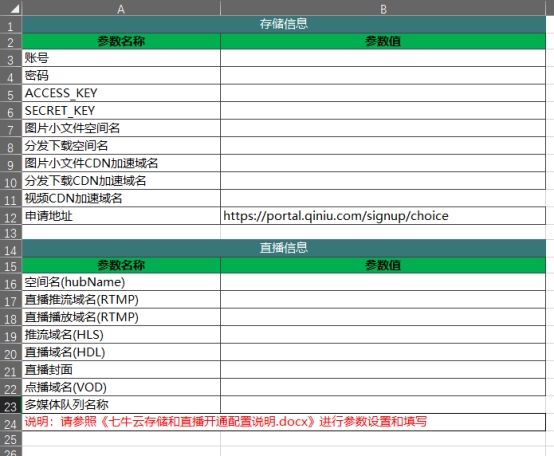 A B
1 存储信息
2 参数名称 参数值
3 账号
4 密码
5 ACCESS_KEY
6 SECRET_KEY
7 图片小文件空间名
8 分发下载空间名
9 图片小文件CDN加速域名
10 分发下载CDN加速域名
11 视频CDN加速域名
12 申请地址 https://portal.qiniu.com/signup/choice
13
14 直播信息
15 参数名称 参数值
16 空间名(hubName)
17 直播推流域名(RTMP)
18 直播播放域名(RTMP)
19 推流域名(HLS)
20 直播域名(HDL)
21 直播封面
22 点播域名(VOD)
23 多媒体队列名称
24 说明：请参照《七牛云存储和直播开通配置说明.docx》进行参数设置和填写
25
26